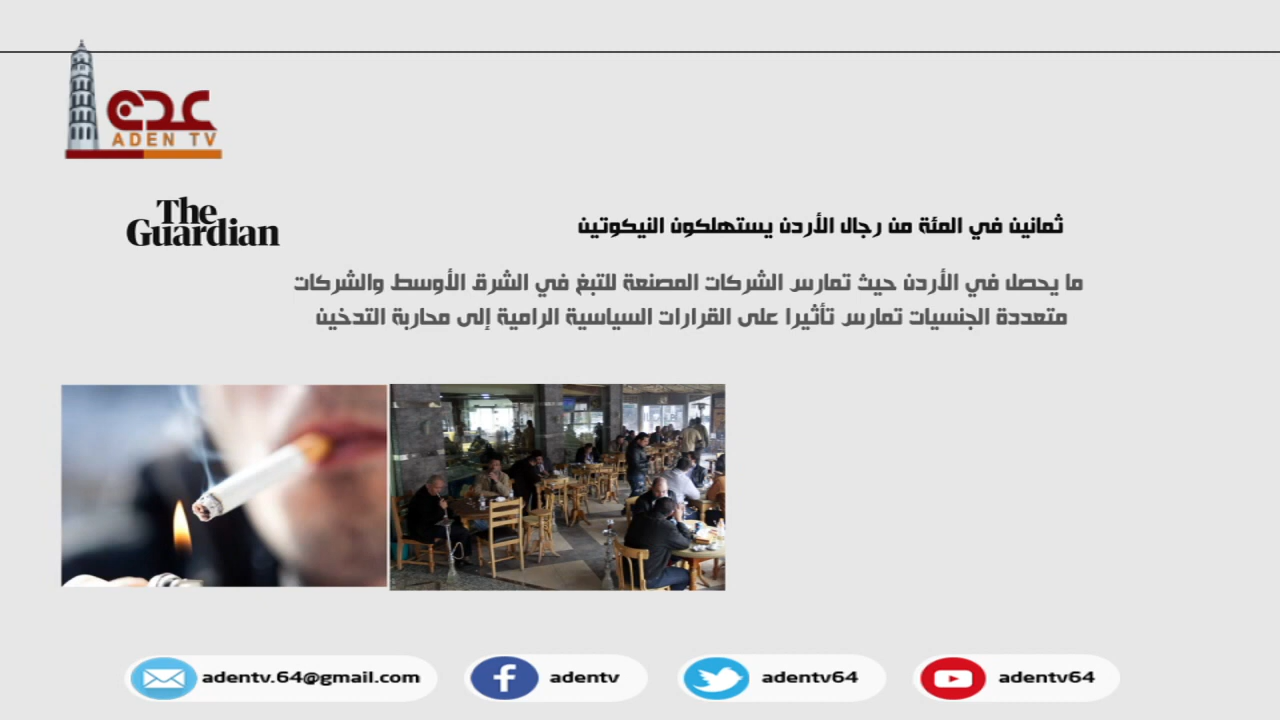 عدن
ADEN TV
The
Guardian
ثمانين في المئة من رجال الأردن يستهلكون النيكوتين
ما يحصل في الأردن حيث تمارس الشركات المصنعة للتبغ في الشرق الأوسط والشركات
متعددة الجنسيات تمارس تأثيرا على القرارات السياسية الرامية إلى محاربة التدخين
adentv.64@gmail.com
adentv
adentv64
adentv64